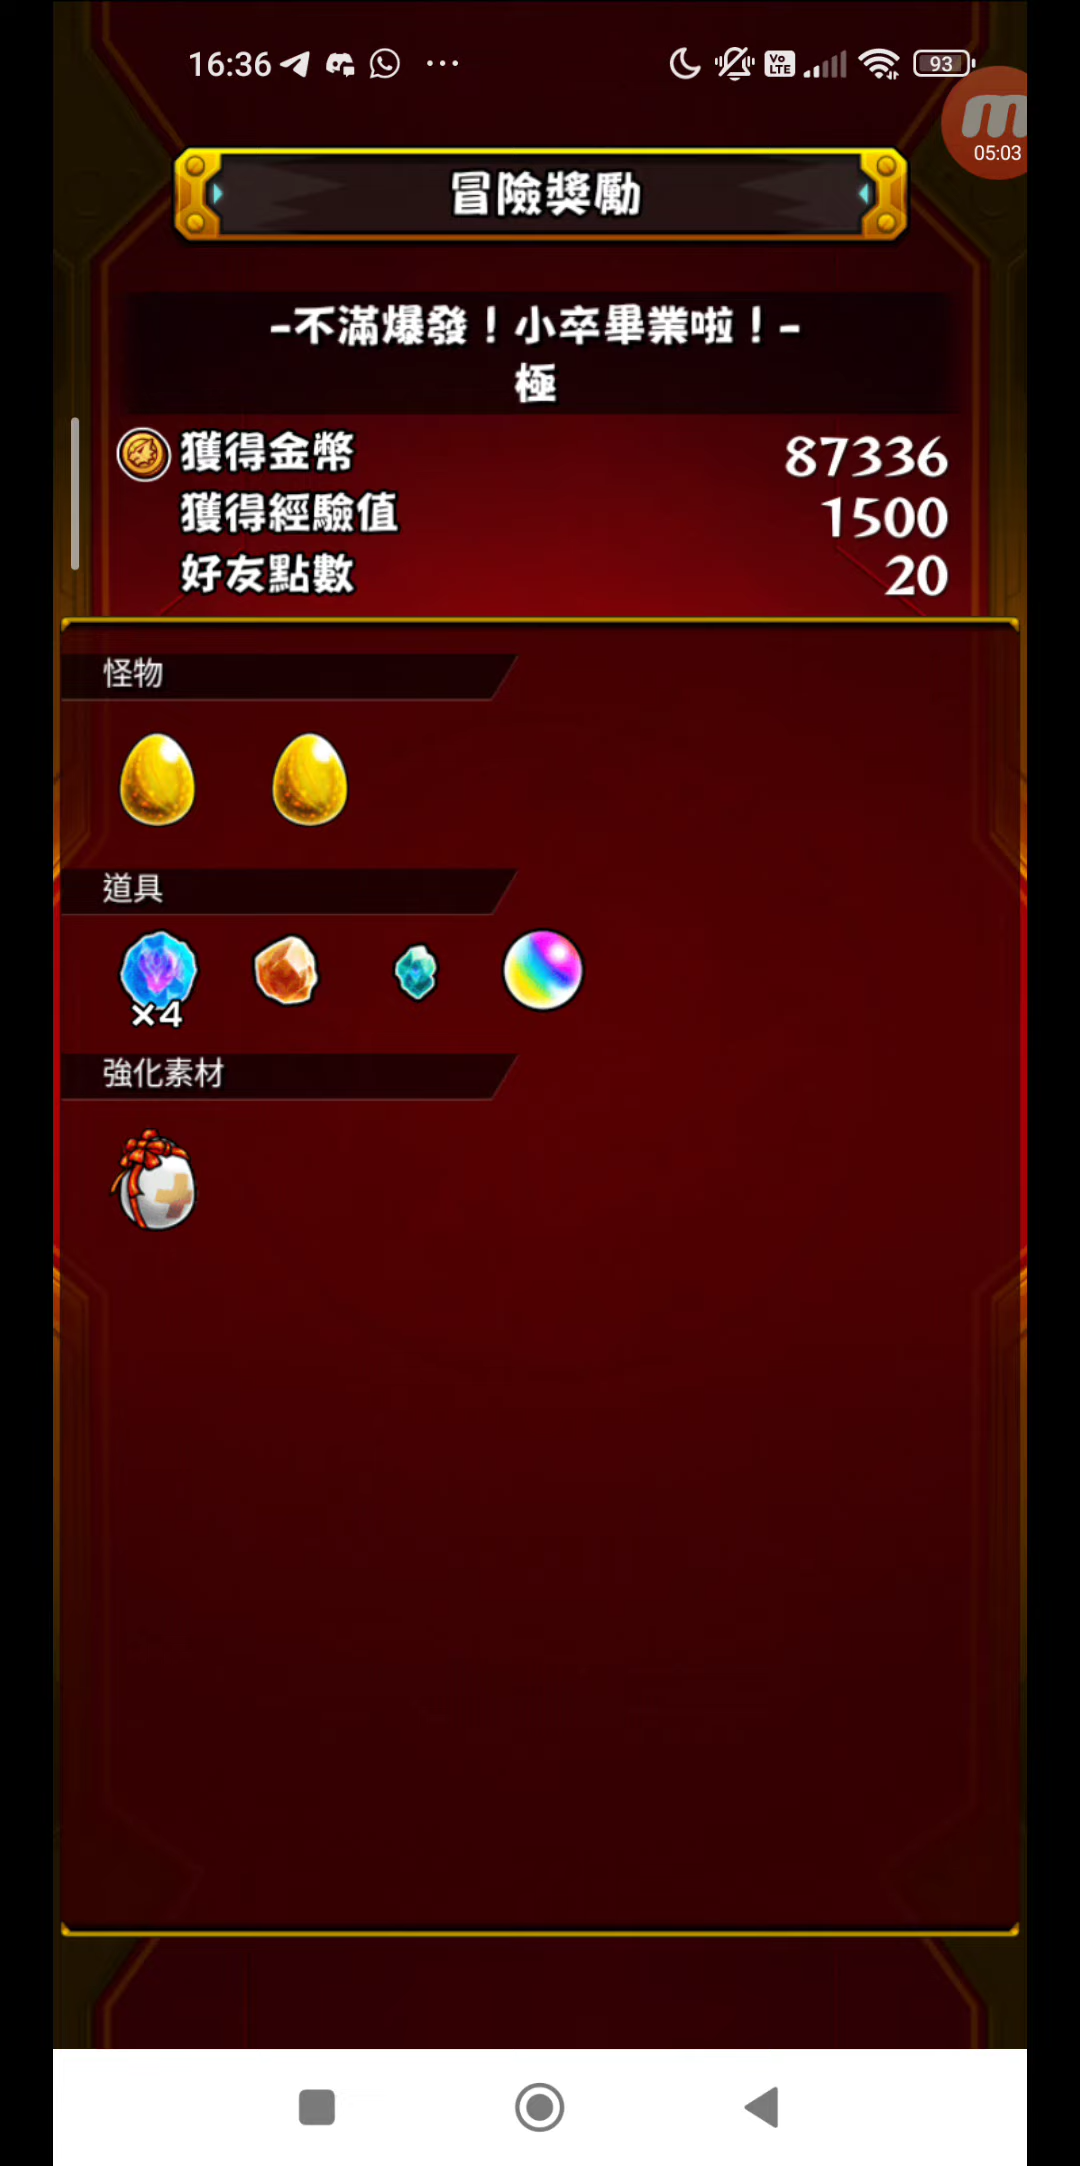 16:36
Vo LTE
93
05:03
冒險獎勵
-不滿爆發！小卒畢業啦！-
極
獲得金幣 87336
獲得經驗值 1500
好友點數 20
怪物
道具
×4
強化素材